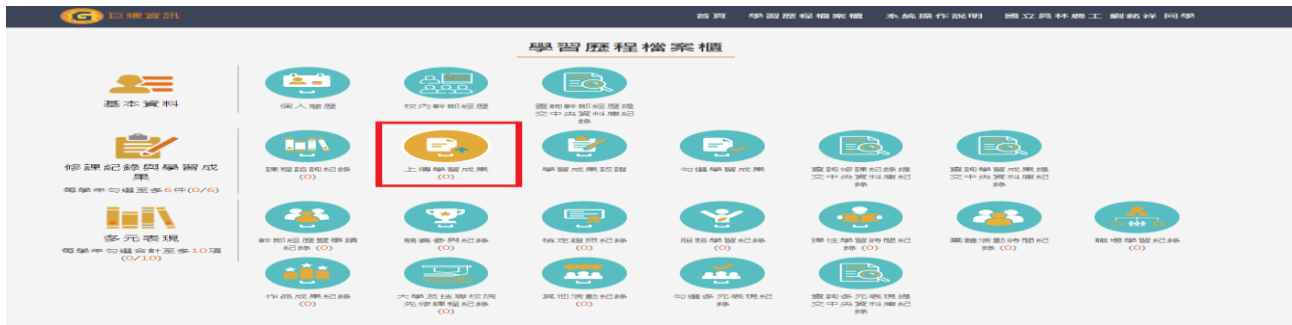 G 巨耀資訊
首頁 學習歷程檔案櫃 系統操作說明 國立員林農工 劉銘祥 同學
學習歷程檔案櫃
基本資料
個人簡歷
校內幹部經歷
查詢幹部經歷提
交中央資料庫紀
錄
修課紀錄與學習成
果
每學年勾選至多6件(0/6)
課程諮詢紀錄
(0)
上傳學習成果
(0)
學習成果認證
勾選學習成果
查詢修課紀錄提
交中央資料庫紀
錄
查詢學習成果提
交中央資料庫紀
錄
多元表現
每學年勾選合計至多10項
(0/10)
幹部經歷暨事蹟
紀錄 (0)
競賽參與紀錄
(0)
檢定證照紀錄
(0)
服務學習紀錄
(0)
彈性學習時間紀
錄 (0)
團體活動時間紀
錄 (0)
職場學習紀錄
(0)
作品成果紀錄
(0)
大學及技專校院
先修課程紀錄
(0)
其他活動紀錄
(0)
勾選多元表現紀
錄
查詢多元表現提
交中央資料庫紀
錄